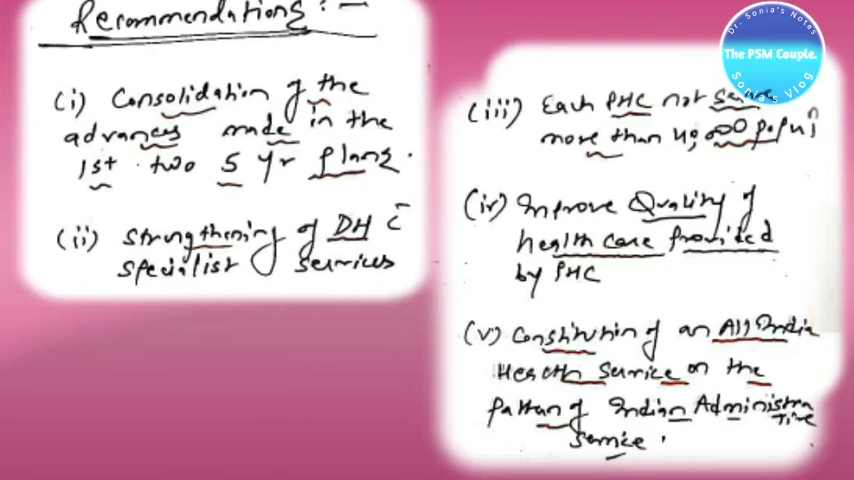 Recommendations :-
(i) Consolidation of the
advances made in the
1st two 5 yr plans.
(ii) strengthening of DH c̄
specialist services
Dr. Sonia's Notes
The PSM Couple.
Sonia's Vlog
(iii) Each PHC not
more than 40,000 popuⁿ
(iv) Improve Quality of
health care provided
by PHC
(v) Constitution of an All India
Health Service on the
pattern of Indian Administra
Tive
Service.